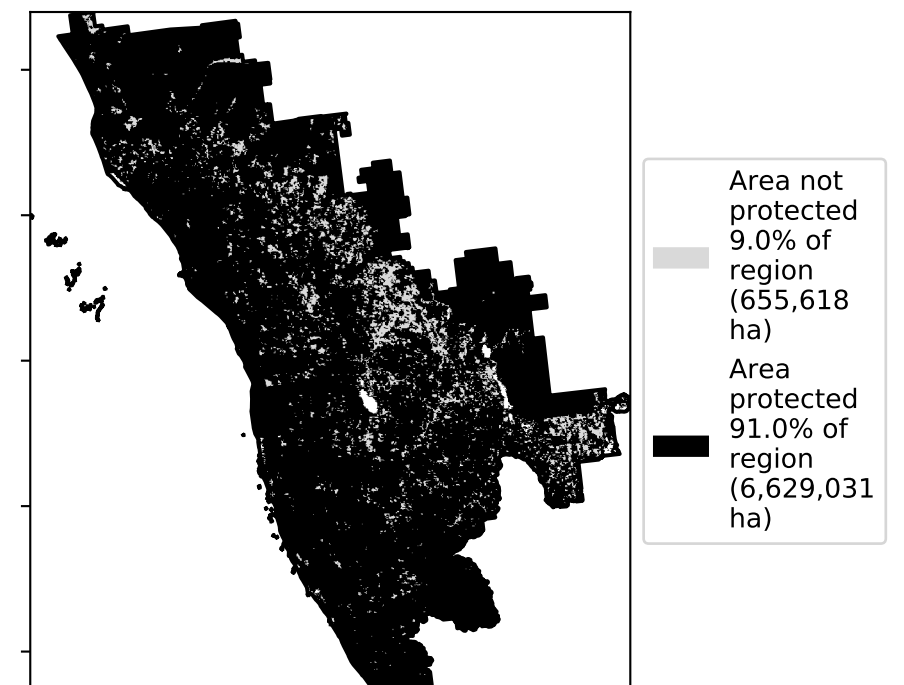 Area not
protected
9.0% of
region
(655,618
ha)
Area
protected
91.0% of
region
(6,629,031
ha)